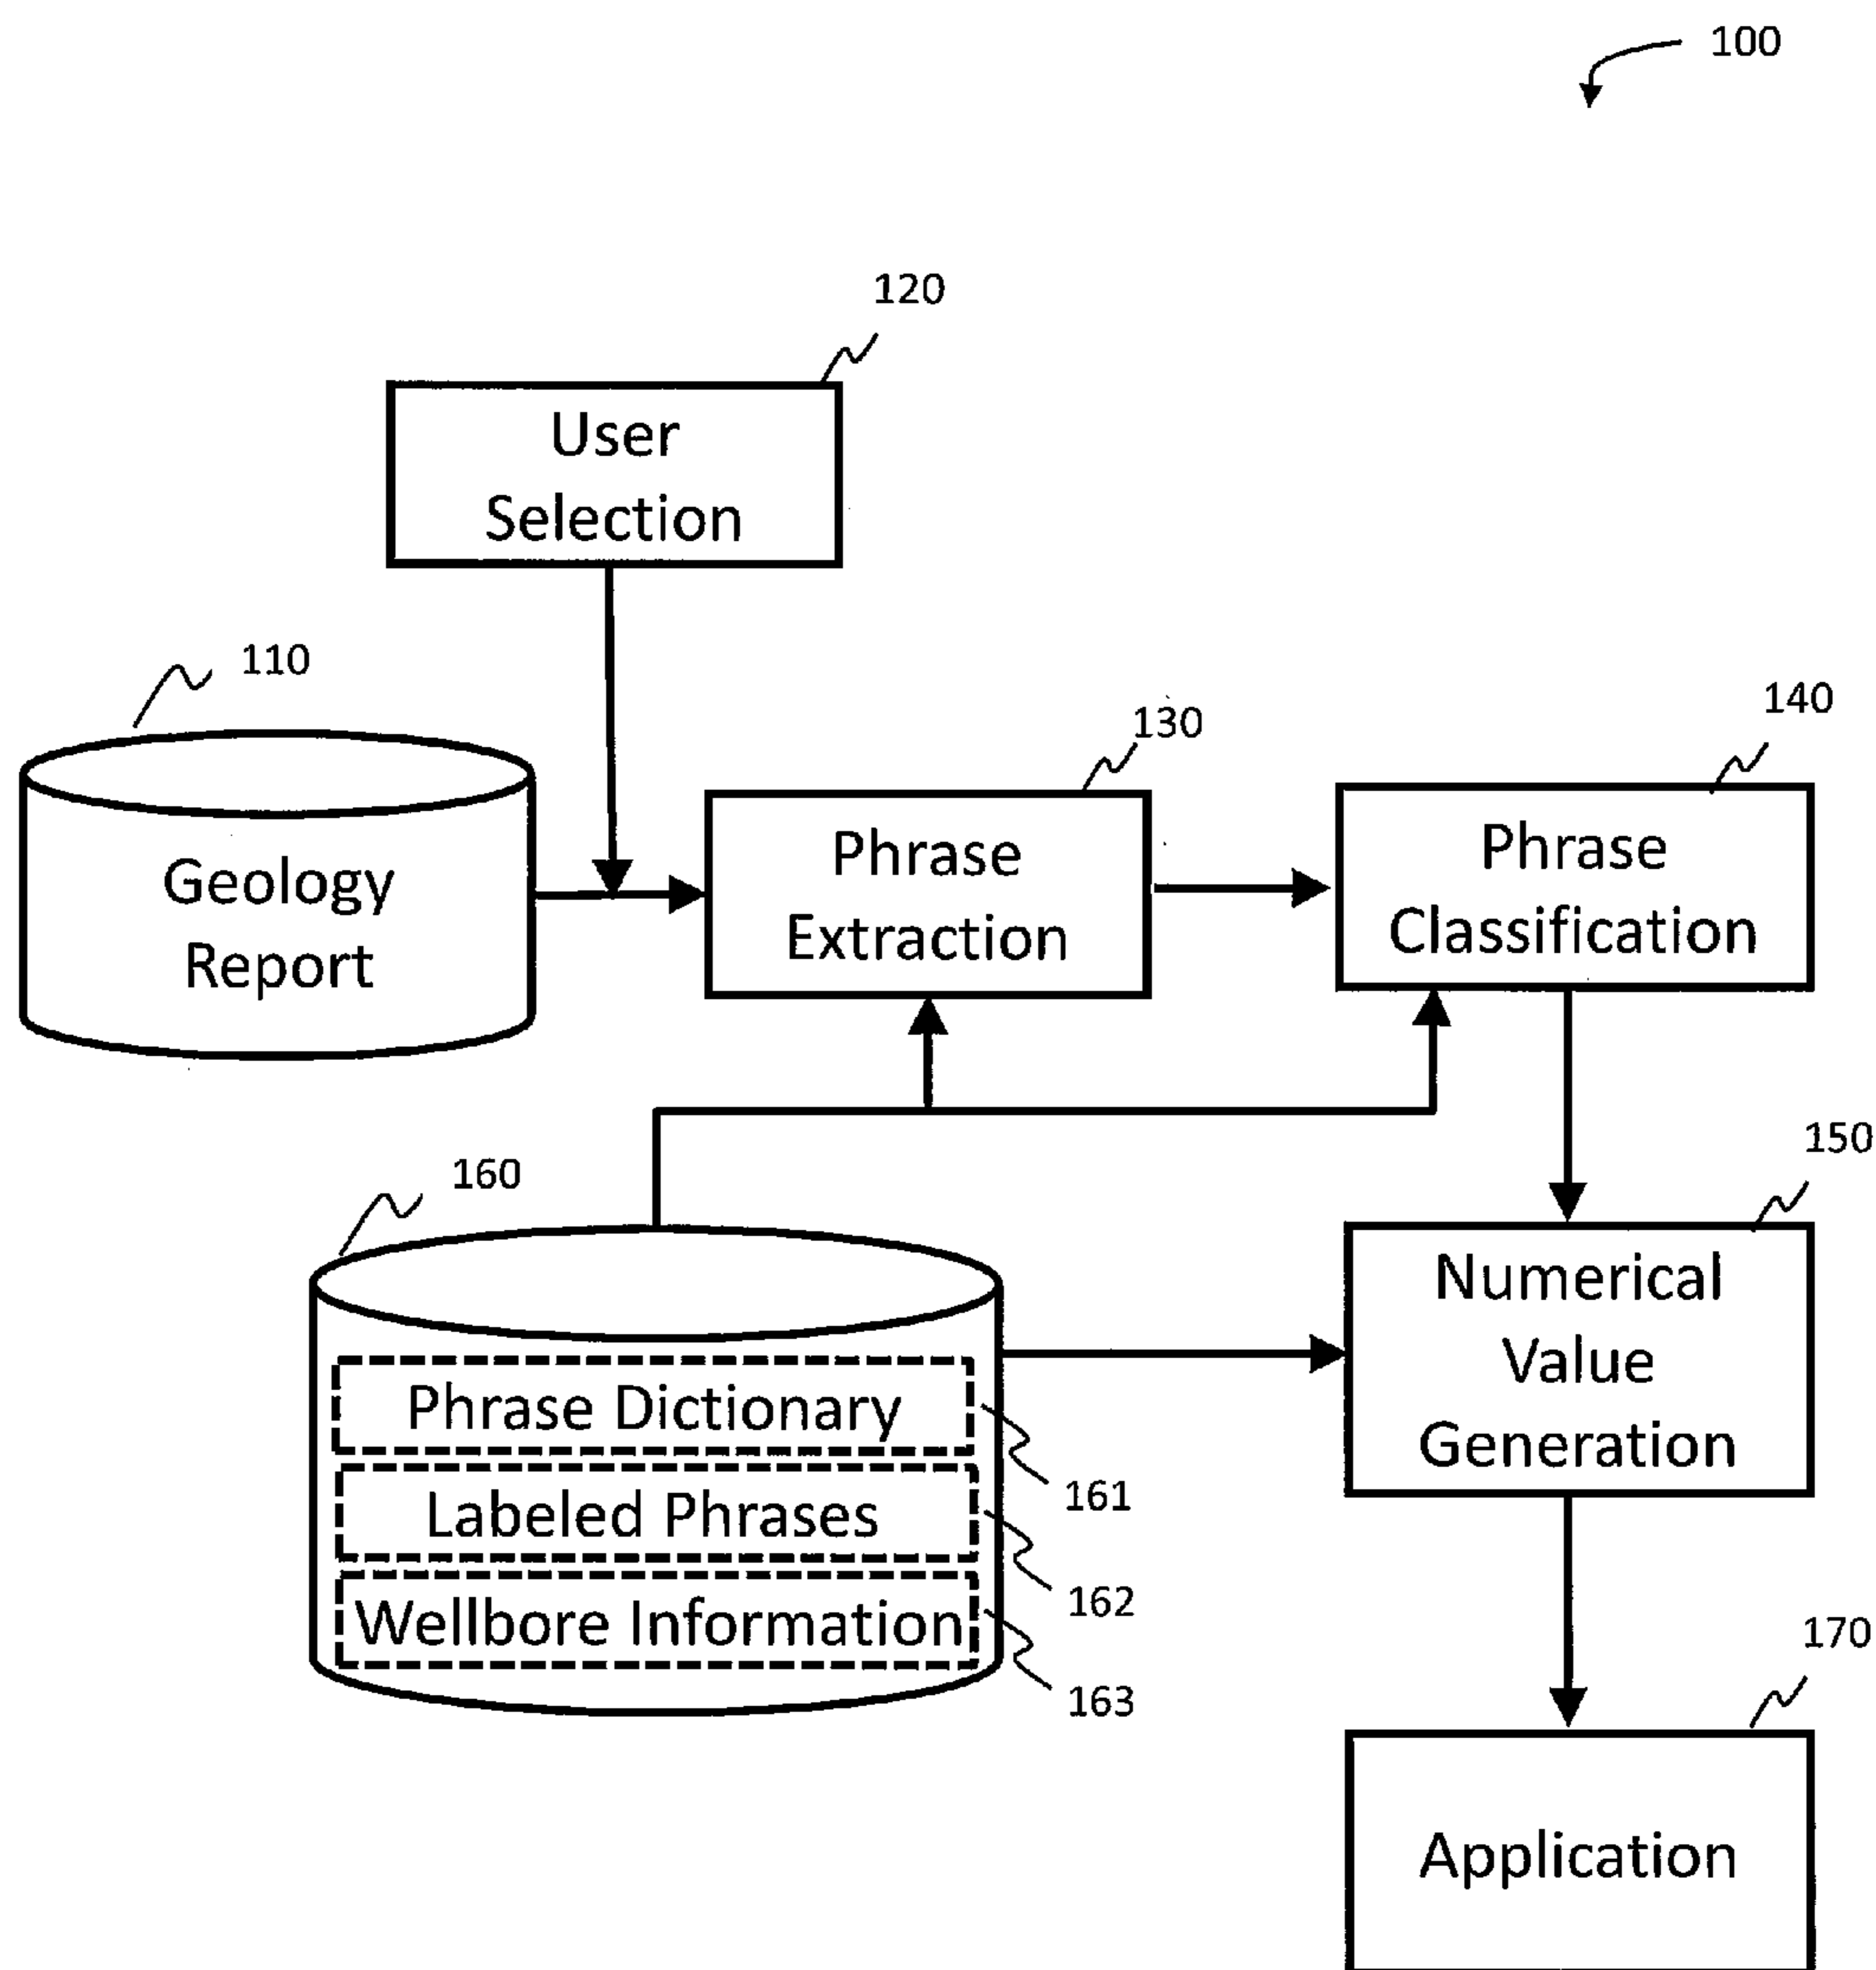 100
120
User
Selection
110
Geology
Report
130
Phrase
Extraction
140
Phrase
Classification
150
Numerical
Value
Generation
160
Phrase Dictionary
161
Labeled Phrases
162
Wellbore Information
163
170
Application